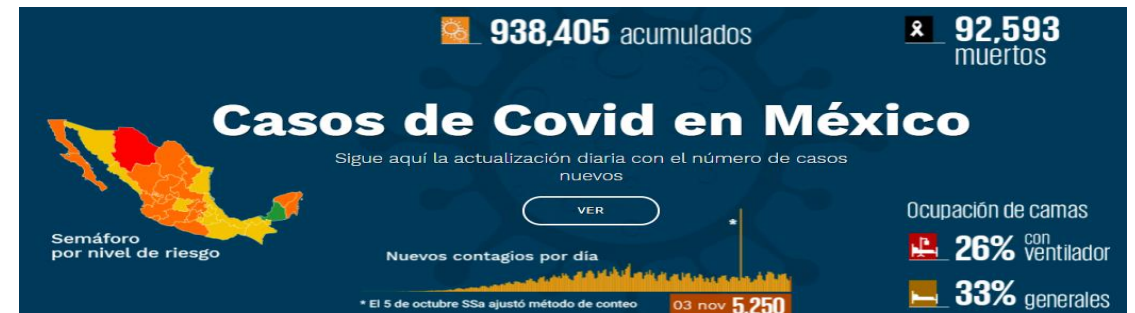 938,405 acumulados
92,593
muertos
Casos de Covid en México
Sigue aquí la actualización diaria con el número de casos
nuevos
VER
Semáforo
por nivel de riesgo
Nuevos contagios por día
*
* El 5 de octubre SSa ajustó método de conteo
03 nov 5,250
Ocupación de camas
26% con
ventilador
33% generales